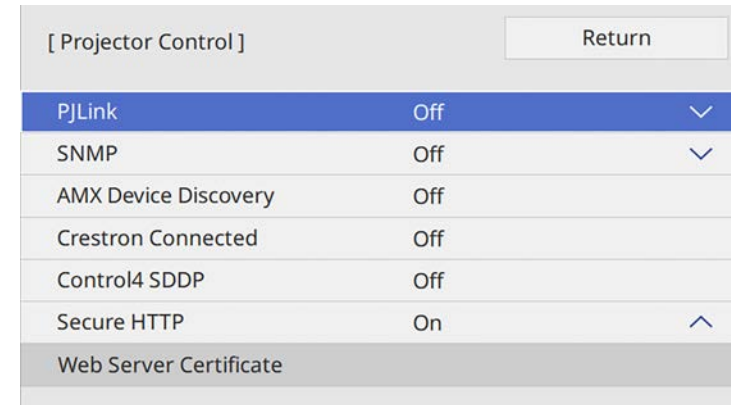 [ Projector Control ] Return
PJLink Off
SNMP Off
AMX Device Discovery Off
Crestron Connected Off
Control4 SDDP Off
Secure HTTP On
Web Server Certificate